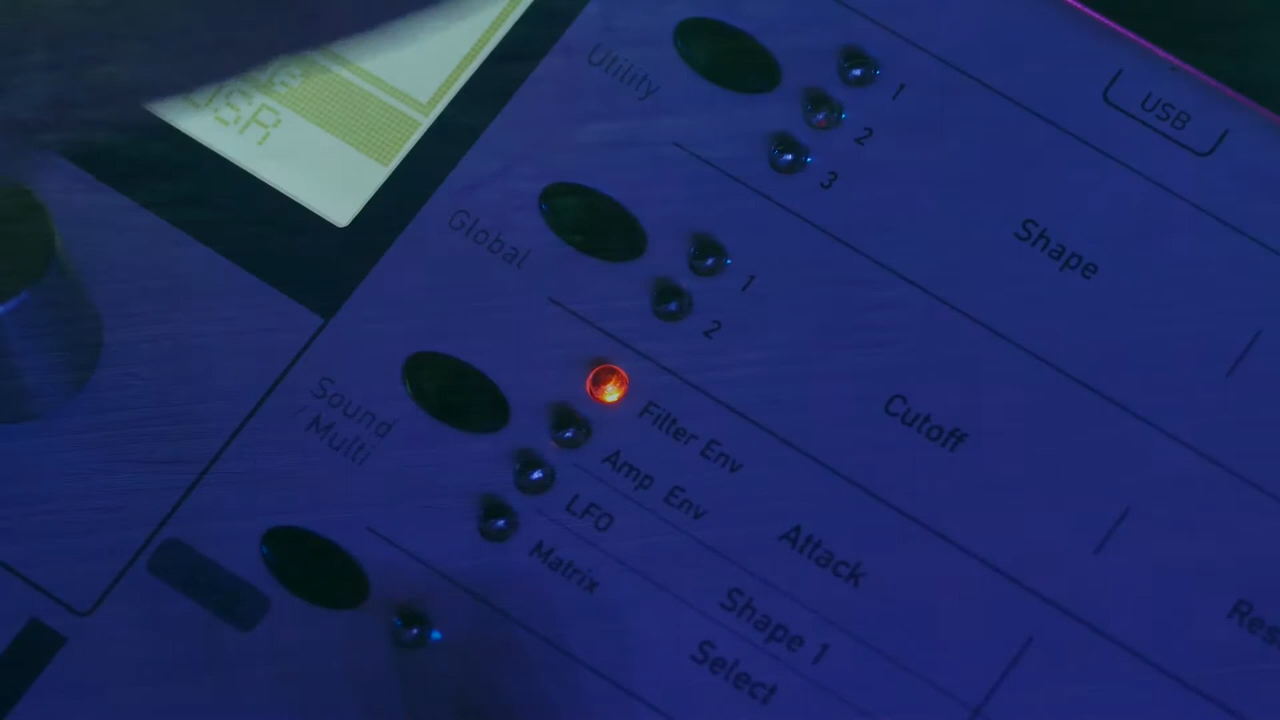 USB
Utility
1
2
3
Shape
Global
1
2
Cutoff
Sound
/Multi
Filter Env
Amp Env
LFO
Matrix
Attack
Shape 1
Select